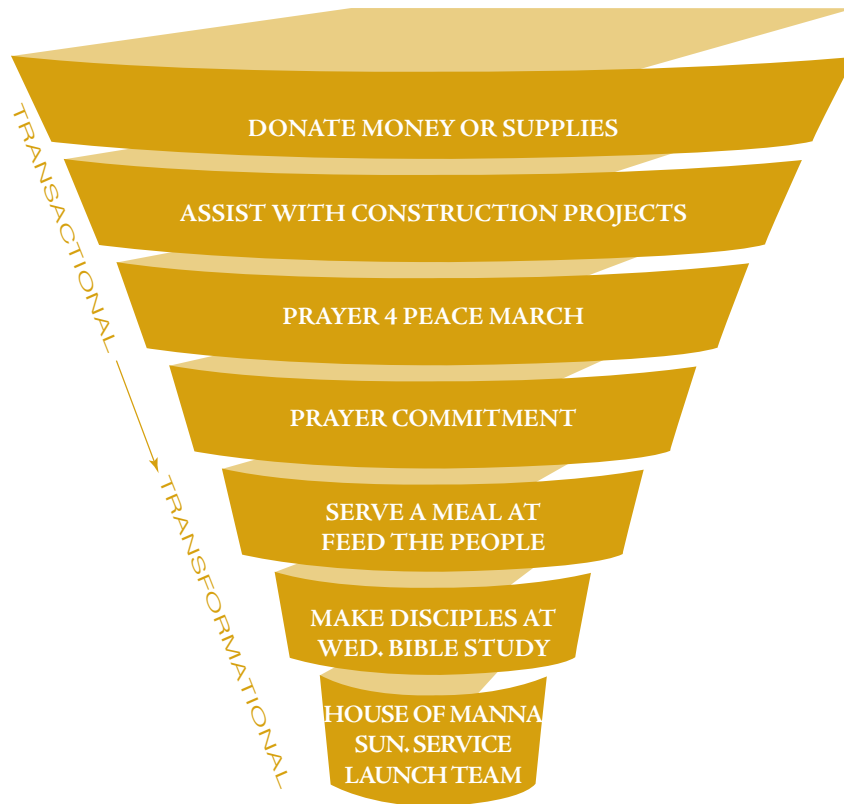 DONATE MONEY OR SUPPLIES
ASSIST WITH CONSTRUCTION PROJECTS
PRAYER 4 PEACE MARCH
PRAYER COMMITMENT
SERVE A MEAL AT
FEED THE PEOPLE
MAKE DISCIPLES AT
WED. BIBLE STUDY
HOUSE OF MANNA
SUN. SERVICE
LAUNCH TEAM
TRANSACTIONAL
TRANSFORMATIONAL